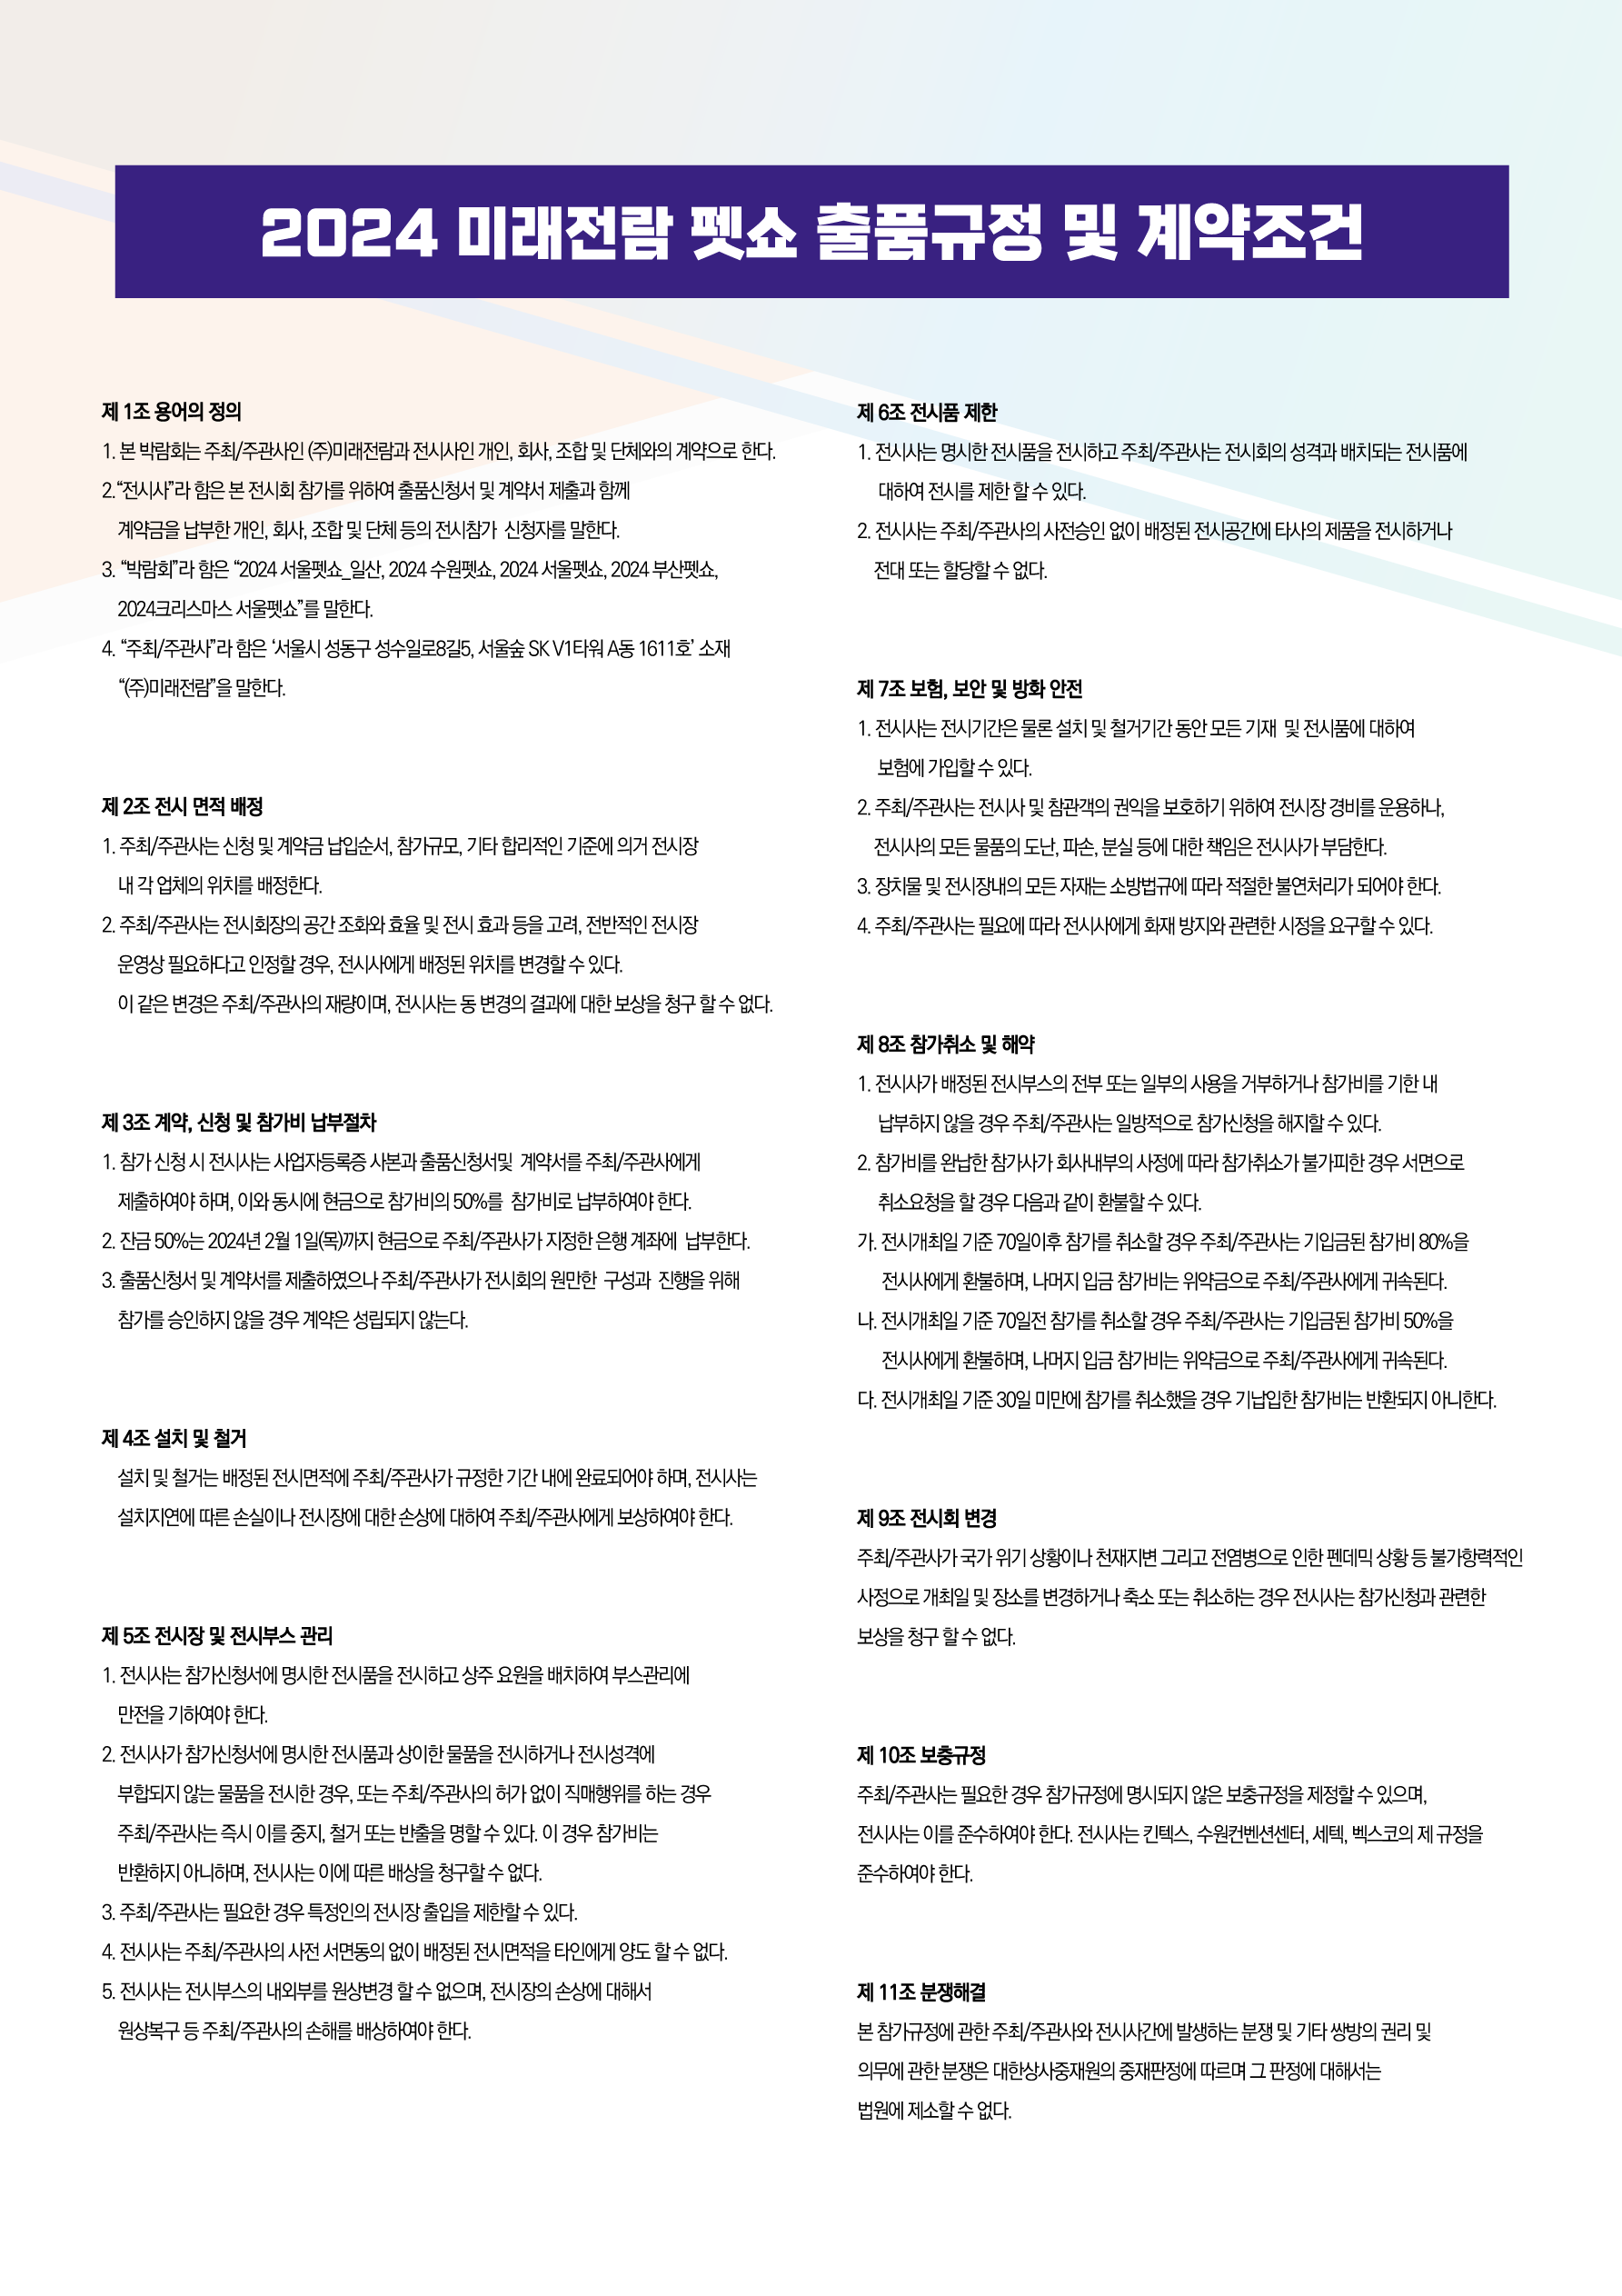 2024 미래전람 펫쇼 출품규정 및 계약조건
제 1조 용어의 정의
1. 본 박람회는 주최/주관사인 (주)미래전람과 전시사인 개인, 회사, 조합 및 단체와의 계약으로 한다.
2.“전시사”라 함은 본 전시회 참가를 위하여 출품신청서 및 계약서 제출과 함께
계약금을 납부한 개인, 회사, 조합 및 단체 등의 전시참가 신청자를 말한다.
3. “박람회”라 함은 “2024 서울펫쇼_일산, 2024 수원펫쇼, 2024 서울펫쇼, 2024 부산펫쇼,
2024크리스마스 서울펫쇼”를 말한다.
4. “주최/주관사”라 함은 ‘서울시 성동구 성수일로8길5, 서울숲 SK V1타워 A동 1611호’ 소재
“(주)미래전람”을 말한다.
제 2조 전시 면적 배정
1. 주최/주관사는 신청 및 계약금 납입순서, 참가규모, 기타 합리적인 기준에 의거 전시장
내 각 업체의 위치를 배정한다.
2. 주최/주관사는 전시회장의 공간 조화와 효율 및 전시 효과 등을 고려, 전반적인 전시장
운영상 필요하다고 인정할 경우, 전시사에게 배정된 위치를 변경할 수 있다.
이 같은 변경은 주최/주관사의 재량이며, 전시사는 동 변경의 결과에 대한 보상을 청구 할 수 없다.
제 3조 계약, 신청 및 참가비 납부절차
1. 참가 신청 시 전시사는 사업자등록증 사본과 출품신청서및 계약서를 주최/주관사에게
제출하여야 하며, 이와 동시에 현금으로 참가비의 50%를 참가비로 납부하여야 한다.
2. 잔금 50%는 2024년 2월 1일(목)까지 현금으로 주최/주관사가 지정한 은행 계좌에 납부한다.
3. 출품신청서 및 계약서를 제출하였으나 주최/주관사가 전시회의 원만한 구성과 진행을 위해
참가를 승인하지 않을 경우 계약은 성립되지 않는다.
제 4조 설치 및 철거
설치 및 철거는 배정된 전시면적에 주최/주관사가 규정한 기간 내에 완료되어야 하며, 전시사는
설치지연에 따른 손실이나 전시장에 대한 손상에 대하여 주최/주관사에게 보상하여야 한다.
제 5조 전시장 및 전시부스 관리
1. 전시사는 참가신청서에 명시한 전시품을 전시하고 상주 요원을 배치하여 부스관리에
만전을 기하여야 한다.
2. 전시사가 참가신청서에 명시한 전시품과 상이한 물품을 전시하거나 전시성격에
부합되지 않는 물품을 전시한 경우, 또는 주최/주관사의 허가 없이 직매행위를 하는 경우
주최/주관사는 즉시 이를 중지, 철거 또는 반출을 명할 수 있다. 이 경우 참가비는
반환하지 아니하며, 전시사는 이에 따른 배상을 청구할 수 없다.
3. 주최/주관사는 필요한 경우 특정인의 전시장 출입을 제한할 수 있다.
4. 전시사는 주최/주관사의 사전 서면동의 없이 배정된 전시면적을 타인에게 양도 할 수 없다.
5. 전시사는 전시부스의 내외부를 원상변경 할 수 없으며, 전시장의 손상에 대해서
원상복구 등 주최/주관사의 손해를 배상하여야 한다.
제 6조 전시품 제한
1. 전시사는 명시한 전시품을 전시하고 주최/주관사는 전시회의 성격과 배치되는 전시품에
대하여 전시를 제한 할 수 있다.
2. 전시사는 주최/주관사의 사전승인 없이 배정된 전시공간에 타사의 제품을 전시하거나
전대 또는 할당할 수 없다.
제 7조 보험, 보안 및 방화 안전
1. 전시사는 전시기간은 물론 설치 및 철거기간 동안 모든 기재 및 전시품에 대하여
보험에 가입할 수 있다.
2. 주최/주관사는 전시사 및 참관객의 권익을 보호하기 위하여 전시장 경비를 운용하나,
전시사의 모든 물품의 도난, 파손, 분실 등에 대한 책임은 전시사가 부담한다.
3. 장치물 및 전시장내의 모든 자재는 소방법규에 따라 적절한 불연처리가 되어야 한다.
4. 주최/주관사는 필요에 따라 전시사에게 화재 방지와 관련한 시정을 요구할 수 있다.
제 8조 참가취소 및 해약
1. 전시사가 배정된 전시부스의 전부 또는 일부의 사용을 거부하거나 참가비를 기한 내
납부하지 않을 경우 주최/주관사는 일방적으로 참가신청을 해지할 수 있다.
2. 참가비를 완납한 참가사가 회사내부의 사정에 따라 참가취소가 불가피한 경우 서면으로
취소요청을 할 경우 다음과 같이 환불할 수 있다.
가. 전시개최일 기준 70일이후 참가를 취소할 경우 주최/주관사는 기입금된 참가비 80%을
전시사에게 환불하며, 나머지 입금 참가비는 위약금으로 주최/주관사에게 귀속된다.
나. 전시개최일 기준 70일전 참가를 취소할 경우 주최/주관사는 기입금된 참가비 50%을
전시사에게 환불하며, 나머지 입금 참가비는 위약금으로 주최/주관사에게 귀속된다.
다. 전시개최일 기준 30일 미만에 참가를 취소했을 경우 기납입한 참가비는 반환되지 아니한다.
제 9조 전시회 변경
주최/주관사가 국가 위기 상황이나 천재지변 그리고 전염병으로 인한 펜데믹 상황 등 불가항력적인
사정으로 개최일 및 장소를 변경하거나 축소 또는 취소하는 경우 전시사는 참가신청과 관련한
보상을 청구 할 수 없다.
제 10조 보충규정
주최/주관사는 필요한 경우 참가규정에 명시되지 않은 보충규정을 제정할 수 있으며,
전시사는 이를 준수하여야 한다. 전시사는 킨텍스, 수원컨벤션센터, 세텍, 벡스코의 제 규정을
준수하여야 한다.
제 11조 분쟁해결
본 참가규정에 관한 주최/주관사와 전시사간에 발생하는 분쟁 및 기타 쌍방의 권리 및
의무에 관한 분쟁은 대한상사중재원의 중재판정에 따르며 그 판정에 대해서는
법원에 제소할 수 없다.